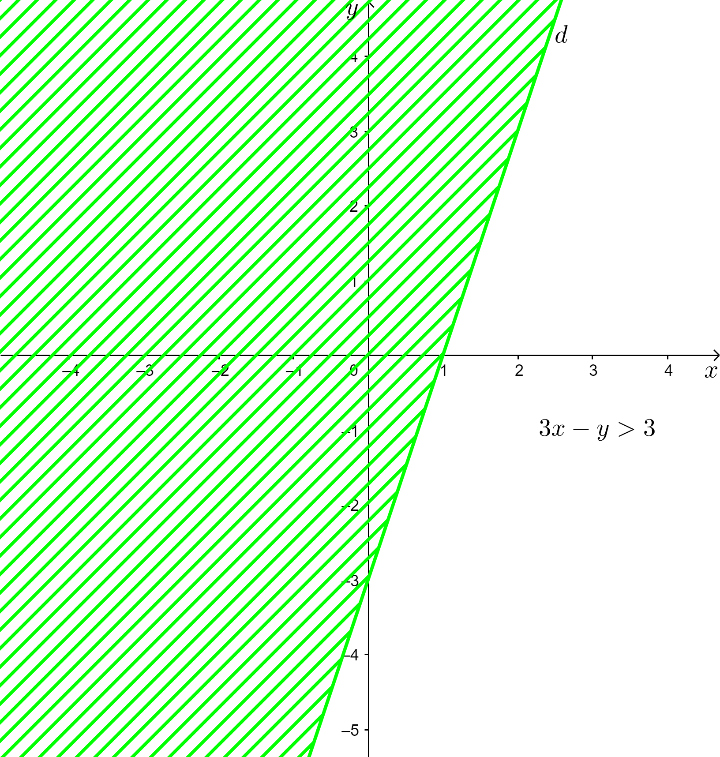 y
d
4
3
2
1
–4 –3 –2 –1 0 1 2 3 4 x
3x − y > 3
–1
–2
–3
–4
–5